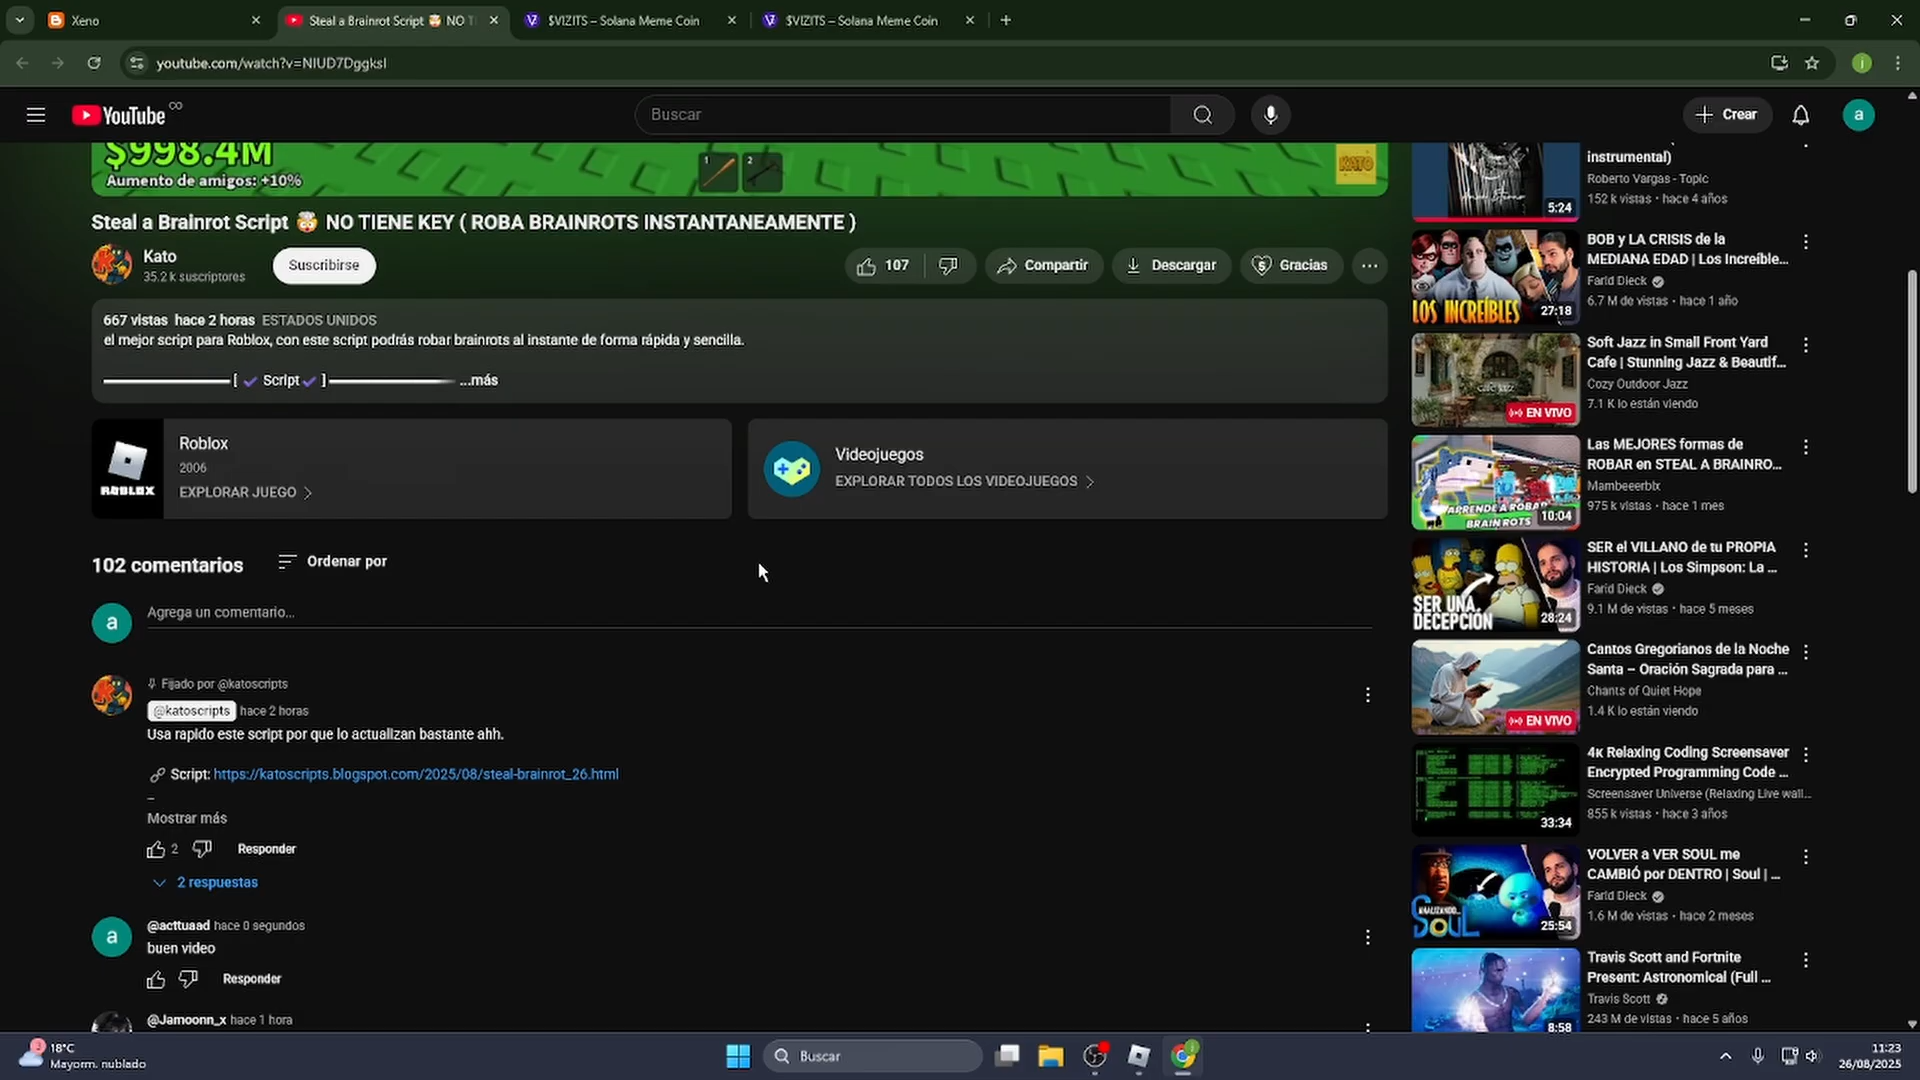 Xeno
Steal a Brainrot Script 🤯 NO T
$VIZITS – Solana Meme Coin
$VIZITS – Solana Meme Coin
youtube.com/watch?v=NIUD7DggksI
YouTube CO
Buscar
Crear
a
$998.4M
Aumento de amigos: +10%
1
2
KATO
Steal a Brainrot Script 🤯 NO TIENE KEY ( ROBA BRAINROTS INSTANTANEAMENTE )
Kato
35.2 k suscriptores
Suscribirse
107
Compartir
Descargar
Gracias
667 vistas hace 2 horas ESTADOS UNIDOS
el mejor script para Roblox, con este script podrás robar brainrots al instante de forma rápida y sencilla.
[ ✔ Script ✔ ] ...más
ROBLOX
Roblox
2006
EXPLORAR JUEGO
Videojuegos
EXPLORAR TODOS LOS VIDEOJUEGOS
102 comentarios
Ordenar por
a
Agrega un comentario...
Fijado por @katoscripts
@katoscripts hace 2 horas
Usa rapido este script por que lo actualizan bastante ahh.
🔗 Script: https://katoscripts.blogspot.com/2025/08/steal-brainrot_26.html
–
Mostrar más
2
Responder
2 respuestas
a
@acttuaad hace 0 segundos
buen video
Responder
@Jamoonn_x hace 1 hora
instrumental)
Roberto Vargas - Topic
152 k vistas • hace 4 años
5:24
BOB y LA CRISIS de la
MEDIANA EDAD | Los Increíble...
Farid Dieck
6.7 M de vistas • hace 1 año
LOS INCREÍBLES
27:18
Soft Jazz in Small Front Yard
Cafe | Stunning Jazz & Beautif...
Cozy Outdoor Jazz
7.1 K lo están viendo
cafe jazz
EN VIVO
Las MEJORES formas de
ROBAR en STEAL A BRAINRO...
Mambeeerblx
975 k vistas • hace 1 mes
APRENDE A ROBAR
BRAIN ROTS
10:04
SER el VILLANO de tu PROPIA
HISTORIA | Los Simpson: La ...
Farid Dieck
9.1 M de vistas • hace 5 meses
SER UNA
DECEPCIÓN
28:24
Cantos Gregorianos de la Noche
Santa – Oración Sagrada para ...
Chants of Quiet Hope
1.4 K lo están viendo
EN VIVO
4K Relaxing Coding Screensaver
Encrypted Programming Code ...
Screensaver Universe (Relaxing Live wall...
855 k vistas • hace 3 años
33:34
VOLVER a VER SOUL me
CAMBIÓ por DENTRO | Soul | ...
Farid Dieck
1.6 M de vistas • hace 2 meses
ANALIZANDO...
SOUL
25:54
Travis Scott and Fortnite
Present: Astronomical (Full ...
Travis Scott
243 M de vistas • hace 5 años
8:58
18°C
Mayorm. nublado
Buscar
11:23
26/08/2025